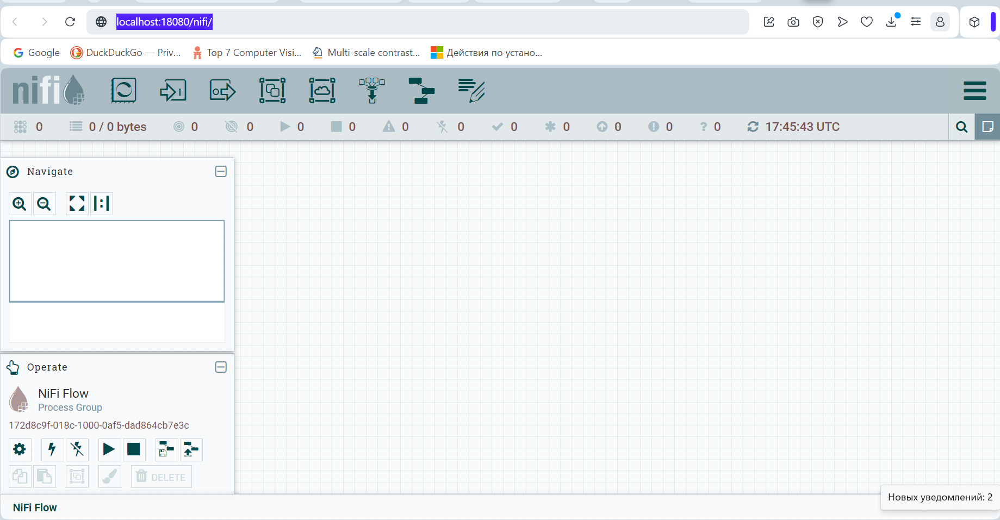 localhost:18080/nifi/
Google DuckDuckGo — Priv... Top 7 Computer Visi... Multi-scale contrast... Действия по устано...
nifi
0 0 / 0 bytes 0 0 0 0 0 0 0 0 0 0 ? 0 17:45:43 UTC
Navigate
Operate
NiFi Flow
Process Group
172d8c9f-018c-1000-0af5-dad864cb7e3c
DELETE
Новых уведомлений: 2
NiFi Flow